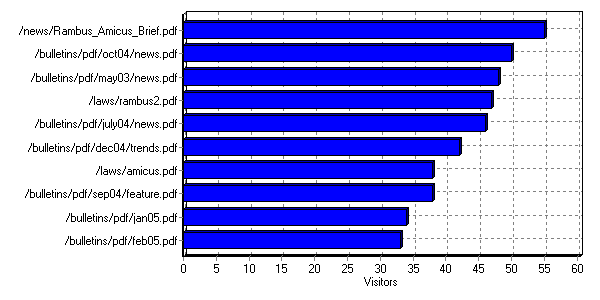 /news/Rambus_Amicus_Brief.pdf
/bulletins/pdf/oct04/news.pdf
/bulletins/pdf/may03/news.pdf
/laws/rambus2.pdf
/bulletins/pdf/july04/news.pdf
/bulletins/pdf/dec04/trends.pdf
/laws/amicus.pdf
/bulletins/pdf/sep04/feature.pdf
/bulletins/pdf/jan05.pdf
/bulletins/pdf/feb05.pdf
0 5 10 15 20 25 30 35 40 45 50 55 60
Visitors